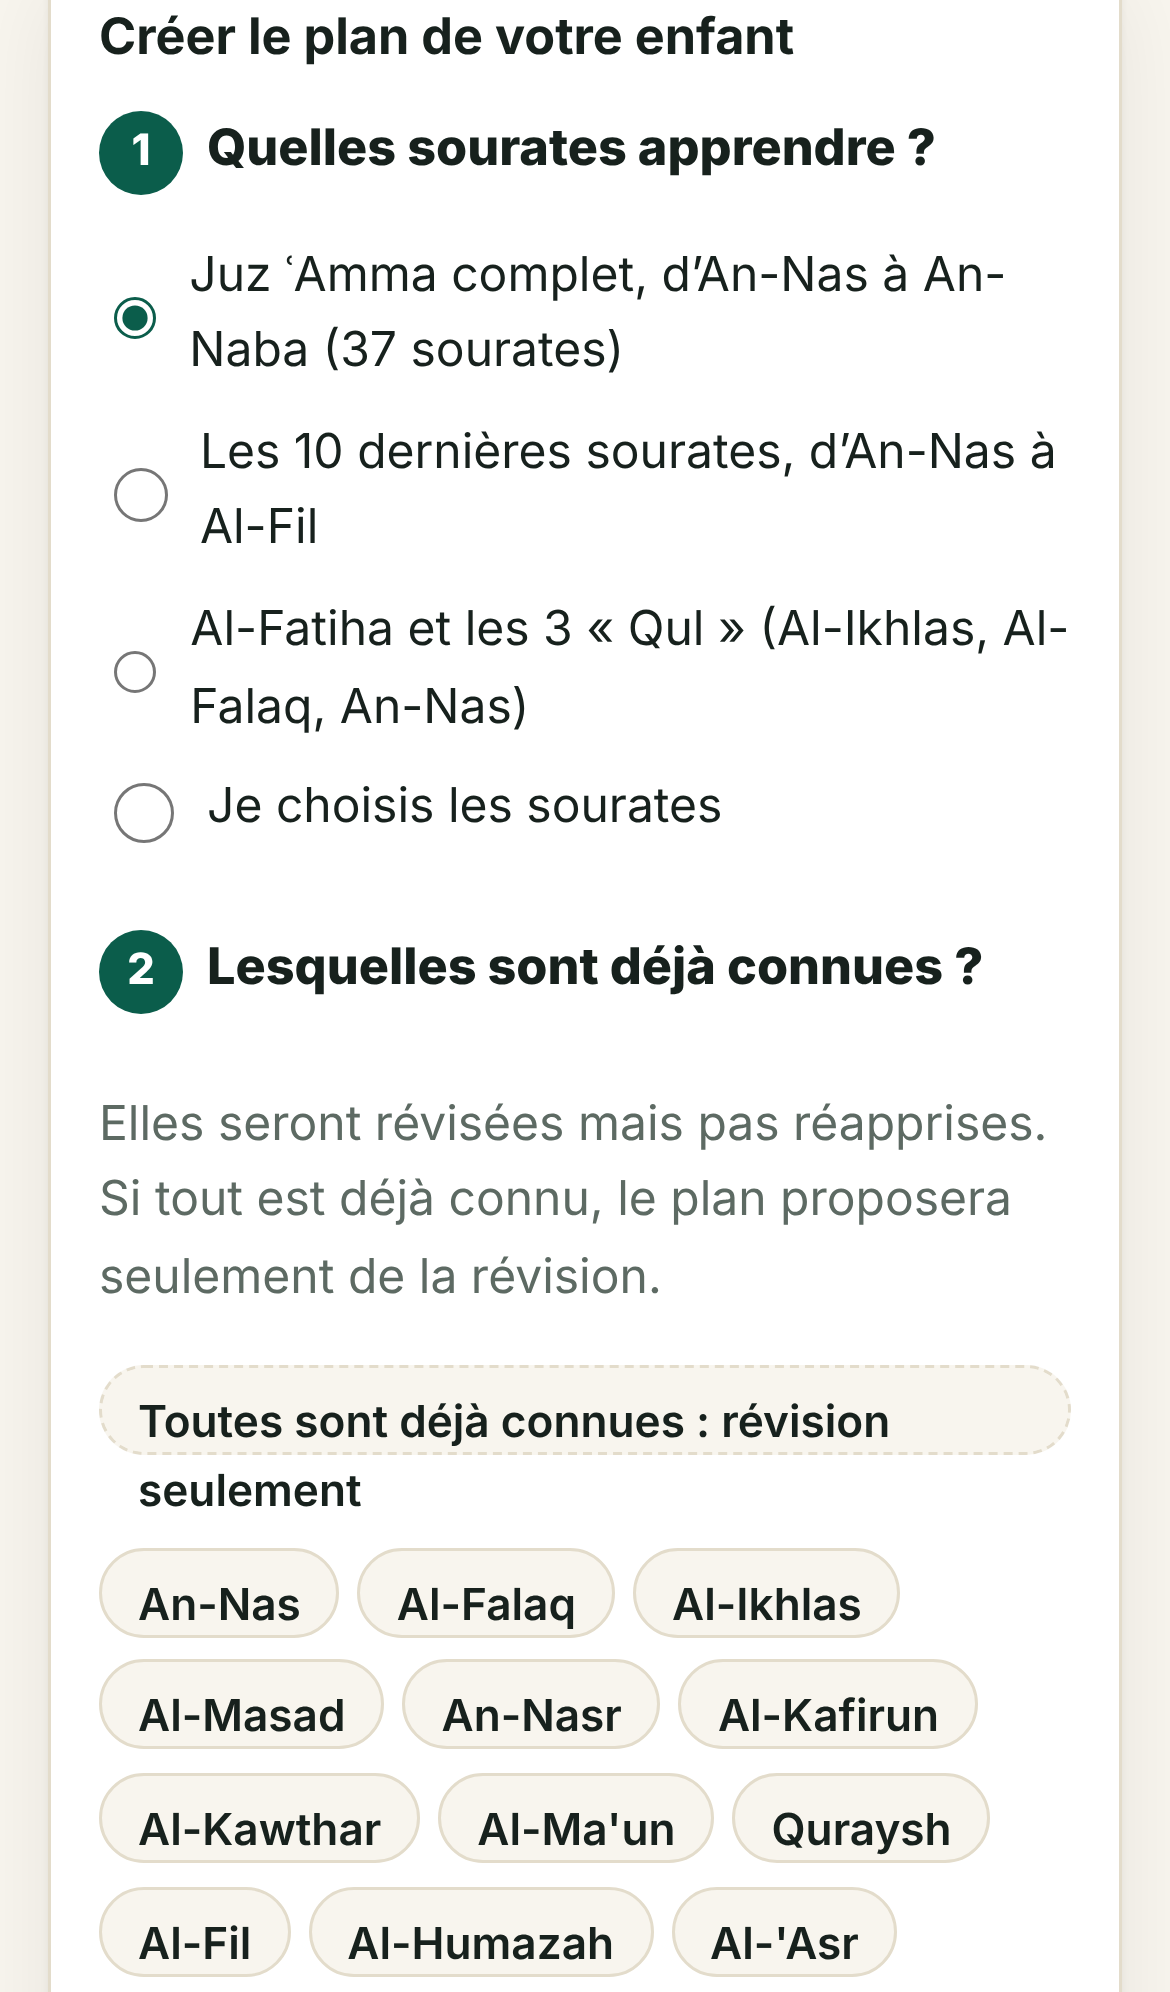 Créer le plan de votre enfant
1 Quelles sourates apprendre ?
Juz ʿAmma complet, d’An-Nas à An-
Naba (37 sourates)
Les 10 dernières sourates, d’An-Nas à
Al-Fil
Al-Fatiha et les 3 « Qul » (Al-Ikhlas, Al-
Falaq, An-Nas)
Je choisis les sourates
2 Lesquelles sont déjà connues ?
Elles seront révisées mais pas réapprises.
Si tout est déjà connu, le plan proposera
seulement de la révision.
Toutes sont déjà connues : révision
seulement
An-Nas Al-Falaq Al-Ikhlas
Al-Masad An-Nasr Al-Kafirun
Al-Kawthar Al-Ma'un Quraysh
Al-Fil Al-Humazah Al-'Asr